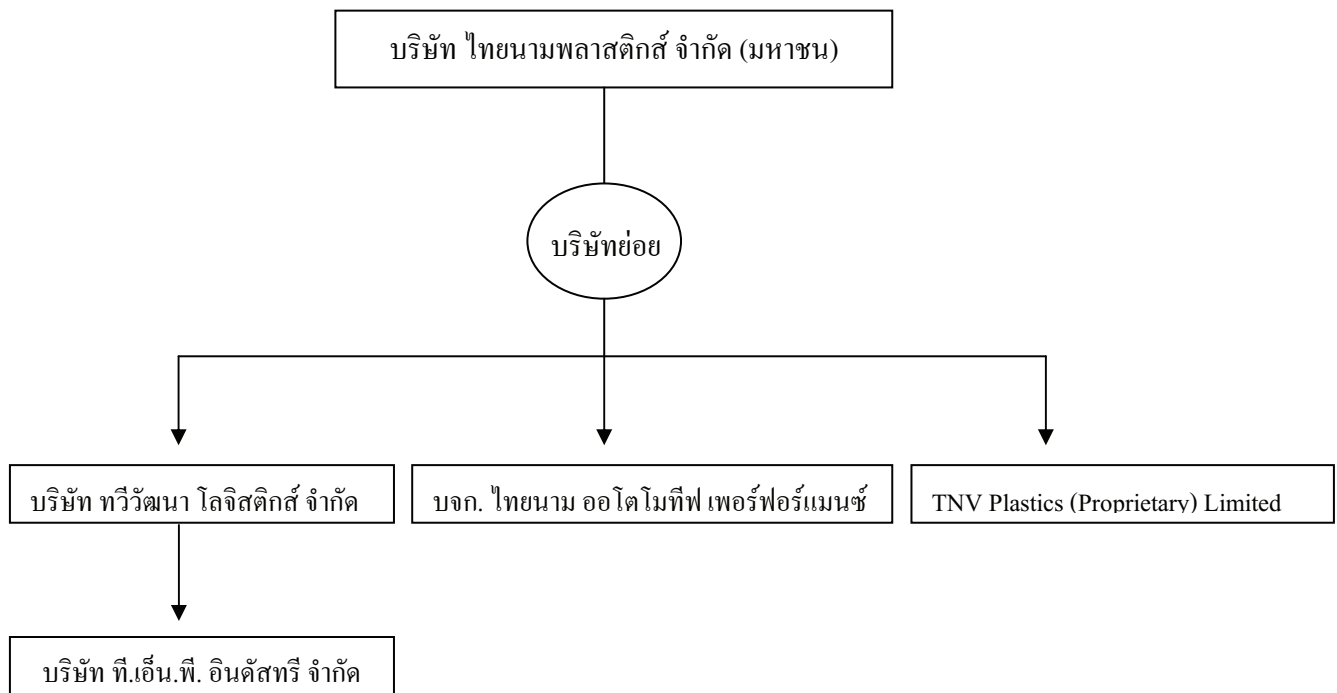 บริษัท ไทยนามพลาสติกส์ จำกัด (มหาชน)
บริษัทย่อย
บริษัท ทวีวัฒนา โลจิสติกส์ จำกัด
บจก. ไทยนาม ออโตโมทีฟ เพอร์ฟอร์แมนซ์
TNV Plastics (Proprietary) Limited
บริษัท ที.เอ็น.พี. อินดัสทรี จำกัด